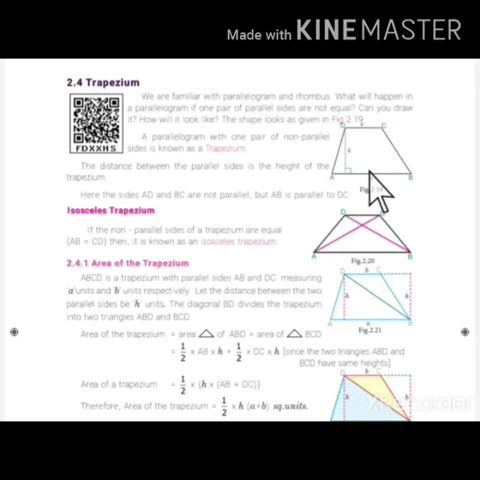 Made with KINEMASTER
2.4 Trapezium
We are familiar with parallelogram and rhombus. What will happen in
a parallelogram if one pair of parallel sides are not equal? Can you draw
it? How will it look like? The shape looks as given in Fig.2.19
FDXXHS
A parallelogram with one pair of non-parallel
sides is known as a Trapezium.
The distance between the parallel sides is the height of the
trapezium.
Here the sides AD and BC are not parallel, but AB is parallel to DC.
D a C
h
A B
Isosceles Trapezium
If the non - parallel sides of a trapezium are equal
(AB = CD) then, it is known as an isosceles trapezium.
D C
A B
Fig.2.20
2.4.1 Area of the Trapezium
ABCD is a trapezium with parallel sides AB and DC measuring
'a' units and 'b' units respectively. Let the distance between the two
parallel sides be 'h' units. The diagonal BD divides the trapezium
into two triangles ABD and BCD.
D b C
h h
A a B
Fig.2.21
Area of the trapezium = area △ of ABD + area of △ BCD
= 1/2 × AB × h + 1/2 × DC × h [since the two triangles ABD and
BCD have same heights]
Area of a trapezium = 1/2 × {h × (AB + DC)}
Therefore, Area of the trapezium = 1/2 × h (a+b) sq.units.
D b C
h h
XRecorder